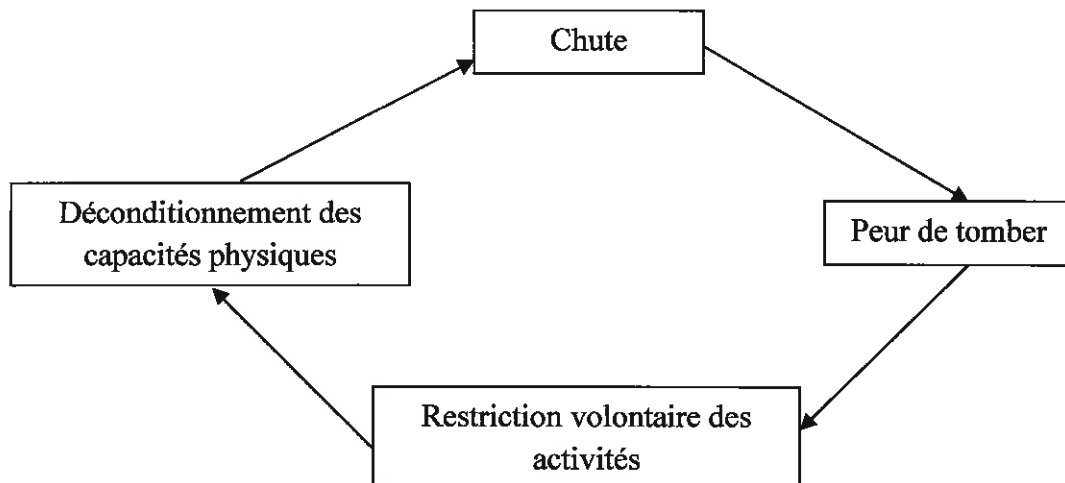 Chute
Peur de tomber
Restriction volontaire des
activités
Déconditionnement des
capacités physiques